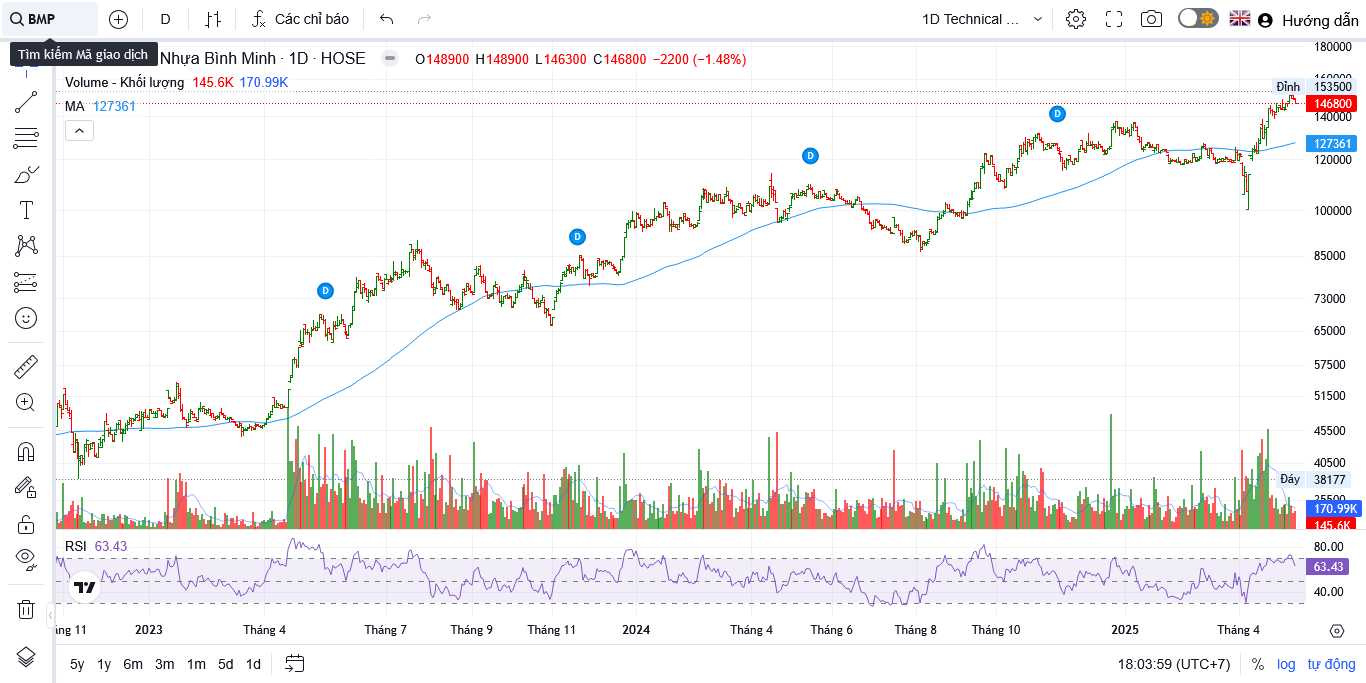 BMP D Các chỉ báo 1D Technical ... Hướng dẫn
Tìm kiếm Mã giao dịch Nhựa Bình Minh · 1D · HOSE O148900 H148900 L146300 C146800 −2200 (−1.48%)
Volume - Khối lượng 145.6K 170.99K
MA 127361
180000
160000
Đỉnh 153500
146800
140000
127361
120000
100000
85000
73000
65000
57500
51500
45500
40500
Đáy 38177
170.99K
145.6K
D
D
D
D
RSI 63.43
80.00
63.43
40.00
ng 11 2023 Tháng 4 Tháng 7 Tháng 9 Tháng 11 2024 Tháng 4 Tháng 6 Tháng 8 Tháng 10 2025 Tháng 4
5y 1y 6m 3m 1m 5d 1d 18:03:59 (UTC+7) % log tự động